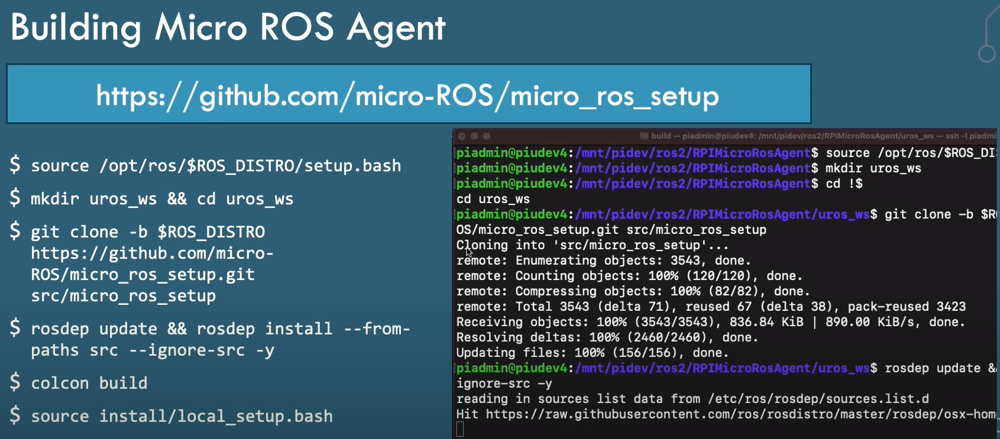 Building Micro ROS Agent
https://github.com/micro-ROS/micro_ros_setup
$ source /opt/ros/$ROS_DISTRO/setup.bash
$ mkdir uros_ws && cd uros_ws
$ git clone -b $ROS_DISTRO
https://github.com/micro-
ROS/micro_ros_setup.git
src/micro_ros_setup
$ rosdep update && rosdep install --from-
paths src --ignore-src -y
$ colcon build
$ source install/local_setup.bash
build — piadmin@piudev4: /mnt/pidev/ros2/RPIMicroRosAgent/uros_ws — ssh -l piadmi
piadmin@piudev4:/mnt/pidev/ros2/RPIMicroRosAgent$ source /opt/ros/$ROS_DI
piadmin@piudev4:/mnt/pidev/ros2/RPIMicroRosAgent$ mkdir uros_ws
piadmin@piudev4:/mnt/pidev/ros2/RPIMicroRosAgent$ cd !$
cd uros_ws
piadmin@piudev4:/mnt/pidev/ros2/RPIMicroRosAgent/uros_ws$ git clone -b $R
OS/micro_ros_setup.git src/micro_ros_setup
Cloning into 'src/micro_ros_setup'...
remote: Enumerating objects: 3543, done.
remote: Counting objects: 100% (120/120), done.
remote: Compressing objects: 100% (82/82), done.
remote: Total 3543 (delta 71), reused 67 (delta 38), pack-reused 3423
Receiving objects: 100% (3543/3543), 836.84 KiB | 890.00 KiB/s, done.
Resolving deltas: 100% (2460/2460), done.
Updating files: 100% (156/156), done.
piadmin@piudev4:/mnt/pidev/ros2/RPIMicroRosAgent/uros_ws$ rosdep update &
ignore-src -y
reading in sources list data from /etc/ros/rosdep/sources.list.d
Hit https://raw.githubusercontent.com/ros/rosdistro/master/rosdep/osx-hom